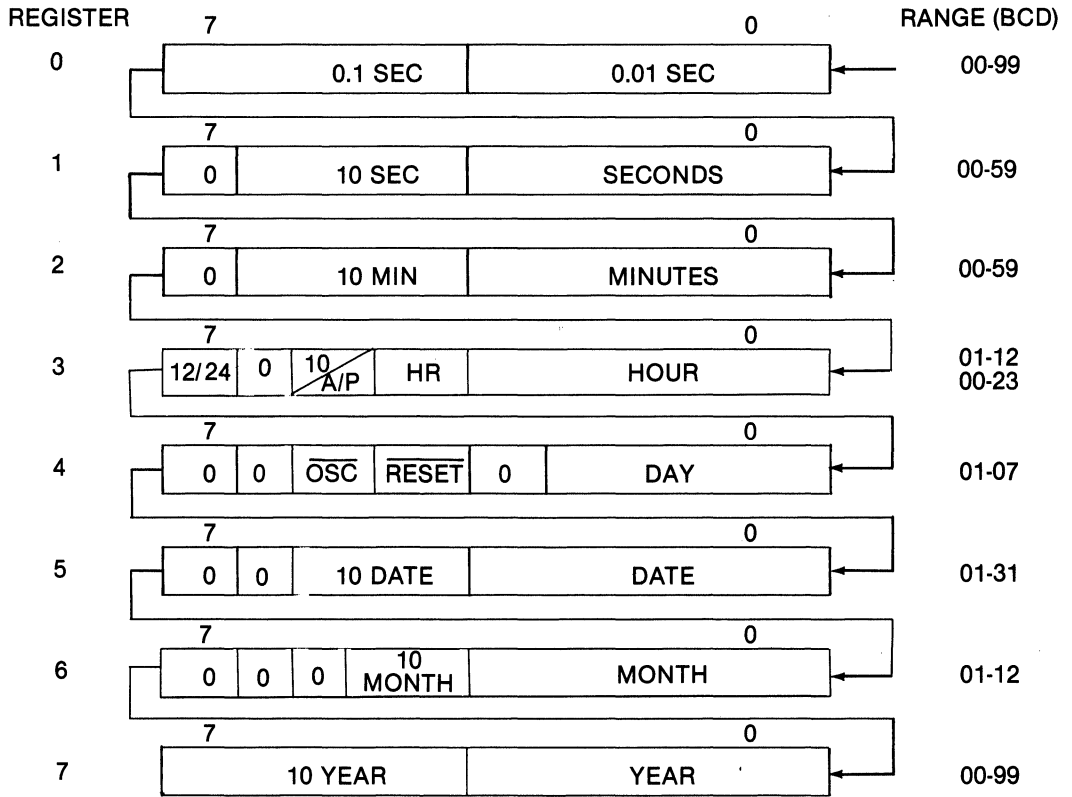 REGISTER 7 0 RANGE (BCD)
0 0.1 SEC 0.01 SEC 00-99
7 0
1 0 10 SEC SECONDS 00-59
7 0
2 0 10 MIN MINUTES 00-59
7 0
3 12/24 0 10 A/P HR HOUR 01-12
00-23
7 0
4 0 0 OSC RESET 0 DAY 01-07
7 0
5 0 0 10 DATE DATE 01-31
7 0
6 0 0 0 10 MONTH MONTH 01-12
7 0
7 10 YEAR YEAR 00-99